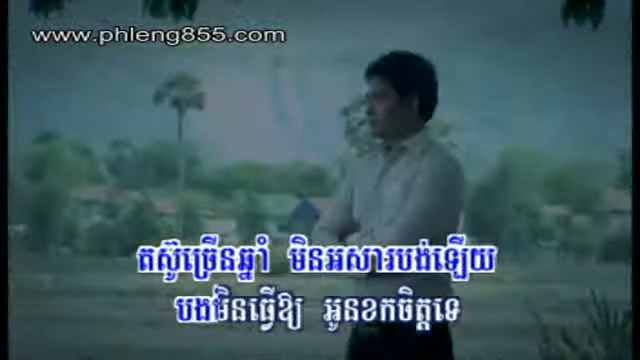 www.phleng855.com
តស៊ូច្រើនឆ្នាំ មិនអសារបង់ឡើយ
បងមិនធ្វើឱ្យ អូនខកចិត្តទេ